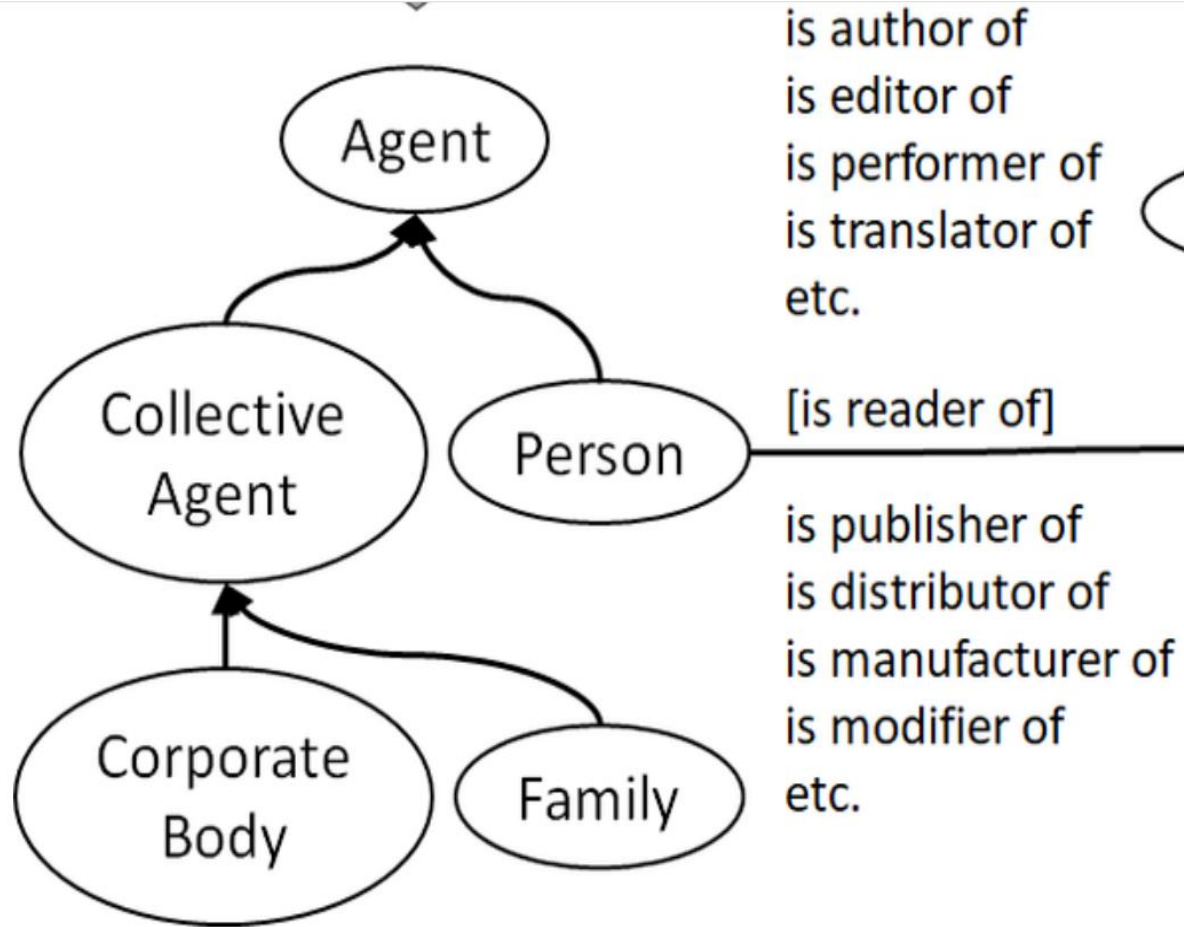 Agent
Collective
Agent
Person
Corporate
Body
Family
is author of
is editor of
is performer of
is translator of
etc.
[is reader of]
is publisher of
is distributor of
is manufacturer of
is modifier of
etc.